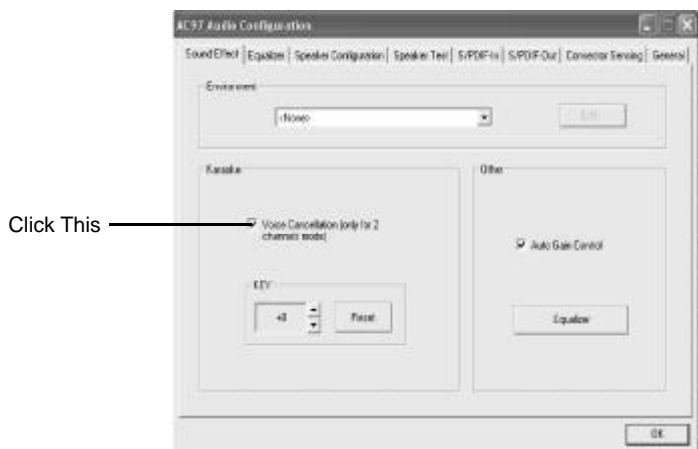 AC97 Audio Configuration
Sound Effect Equalizer Speaker Configuration Speaker Test S/PDIF-In S/PDIF-Out Connector Sensing General
Environment
<None>
Edit
Karaoke
Other
Click This
Voice Cancellation (only for 2
channels mode)
Auto Gain Control
KEY
+0
Reset
Equalizer
OK